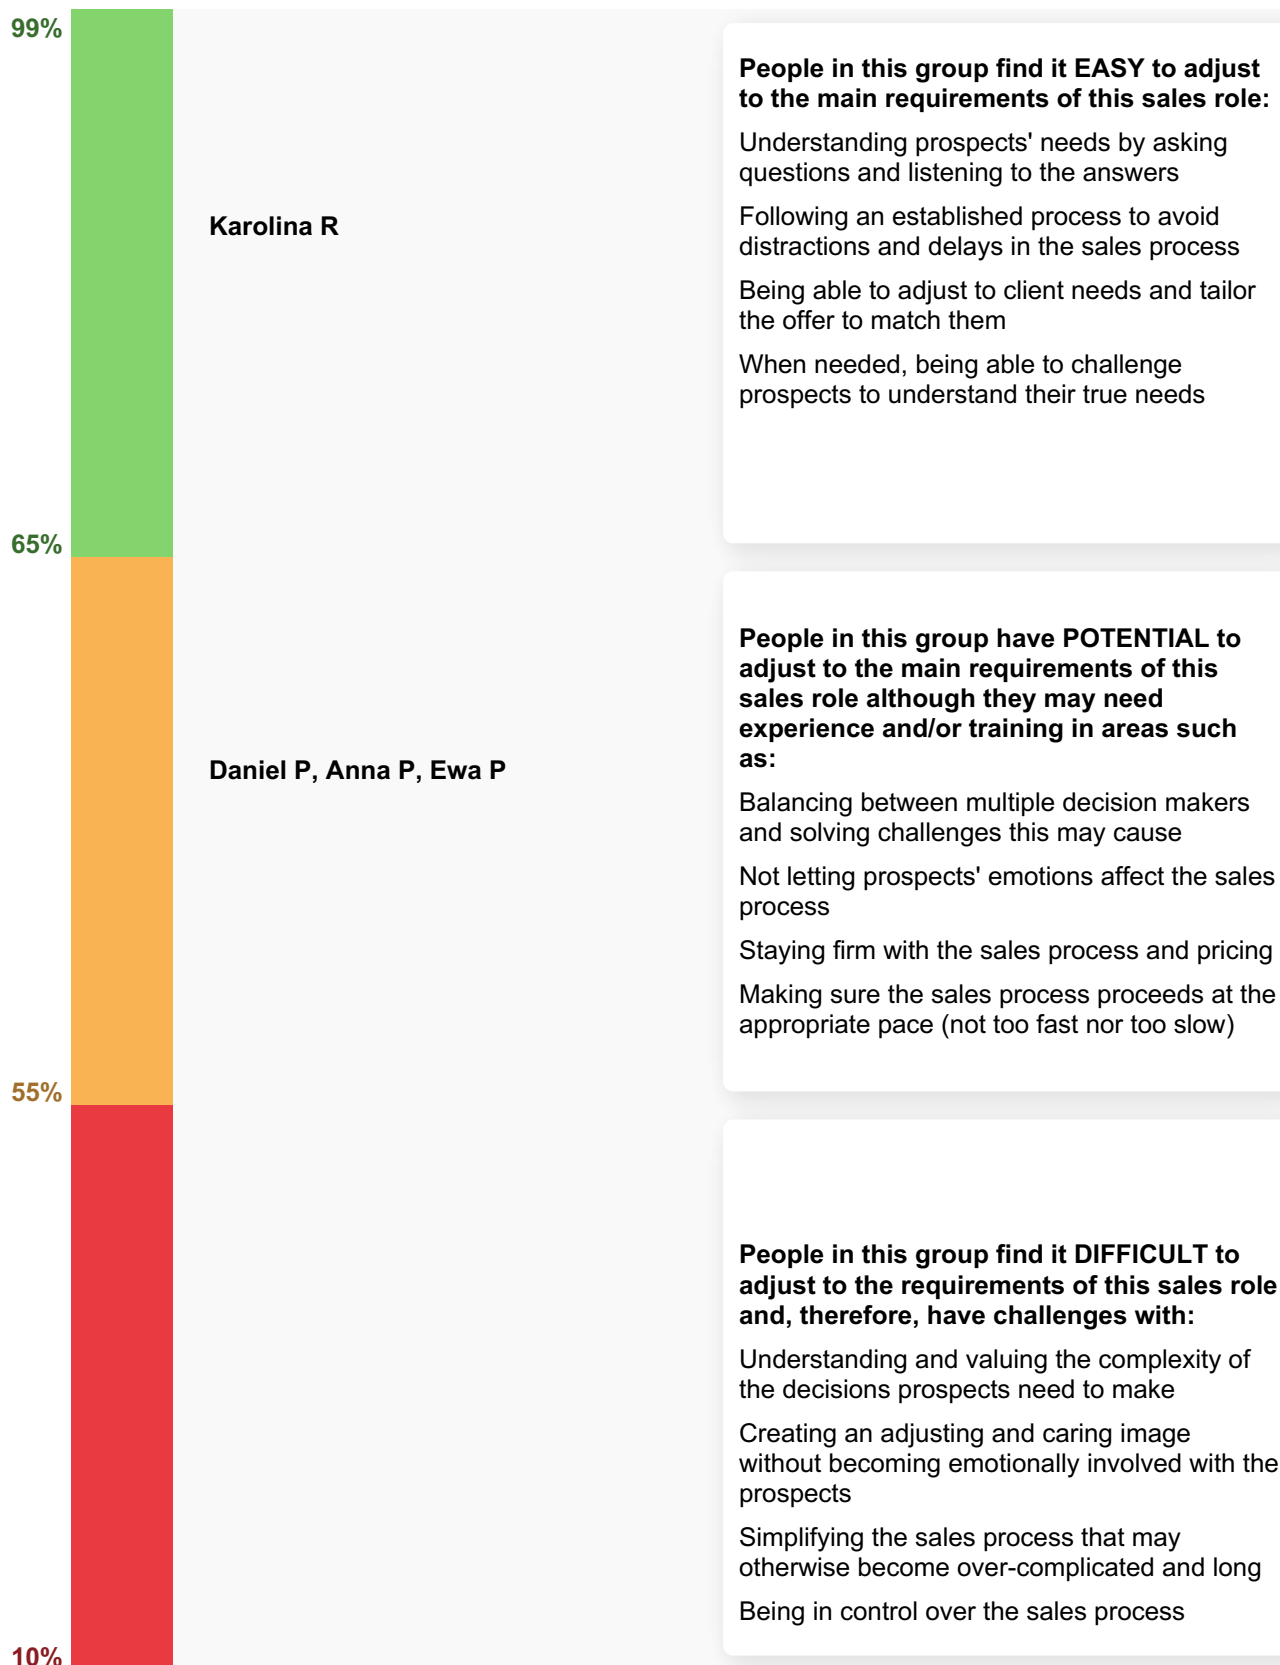 99%
People in this group find it EASY to adjust
to the main requirements of this sales role:
Understanding prospects' needs by asking
questions and listening to the answers
Karolina R
Following an established process to avoid
distractions and delays in the sales process
Being able to adjust to client needs and tailor
the offer to match them
When needed, being able to challenge
prospects to understand their true needs
65%
People in this group have POTENTIAL to
adjust to the main requirements of this
sales role although they may need
experience and/or training in areas such
as:
Daniel P, Anna P, Ewa P
Balancing between multiple decision makers
and solving challenges this may cause
Not letting prospects' emotions affect the sales
process
Staying firm with the sales process and pricing
Making sure the sales process proceeds at the
appropriate pace (not too fast nor too slow)
55%
People in this group find it DIFFICULT to
adjust to the requirements of this sales role
and, therefore, have challenges with:
Understanding and valuing the complexity of
the decisions prospects need to make
Creating an adjusting and caring image
without becoming emotionally involved with the
prospects
Simplifying the sales process that may
otherwise become over-complicated and long
Being in control over the sales process
10%